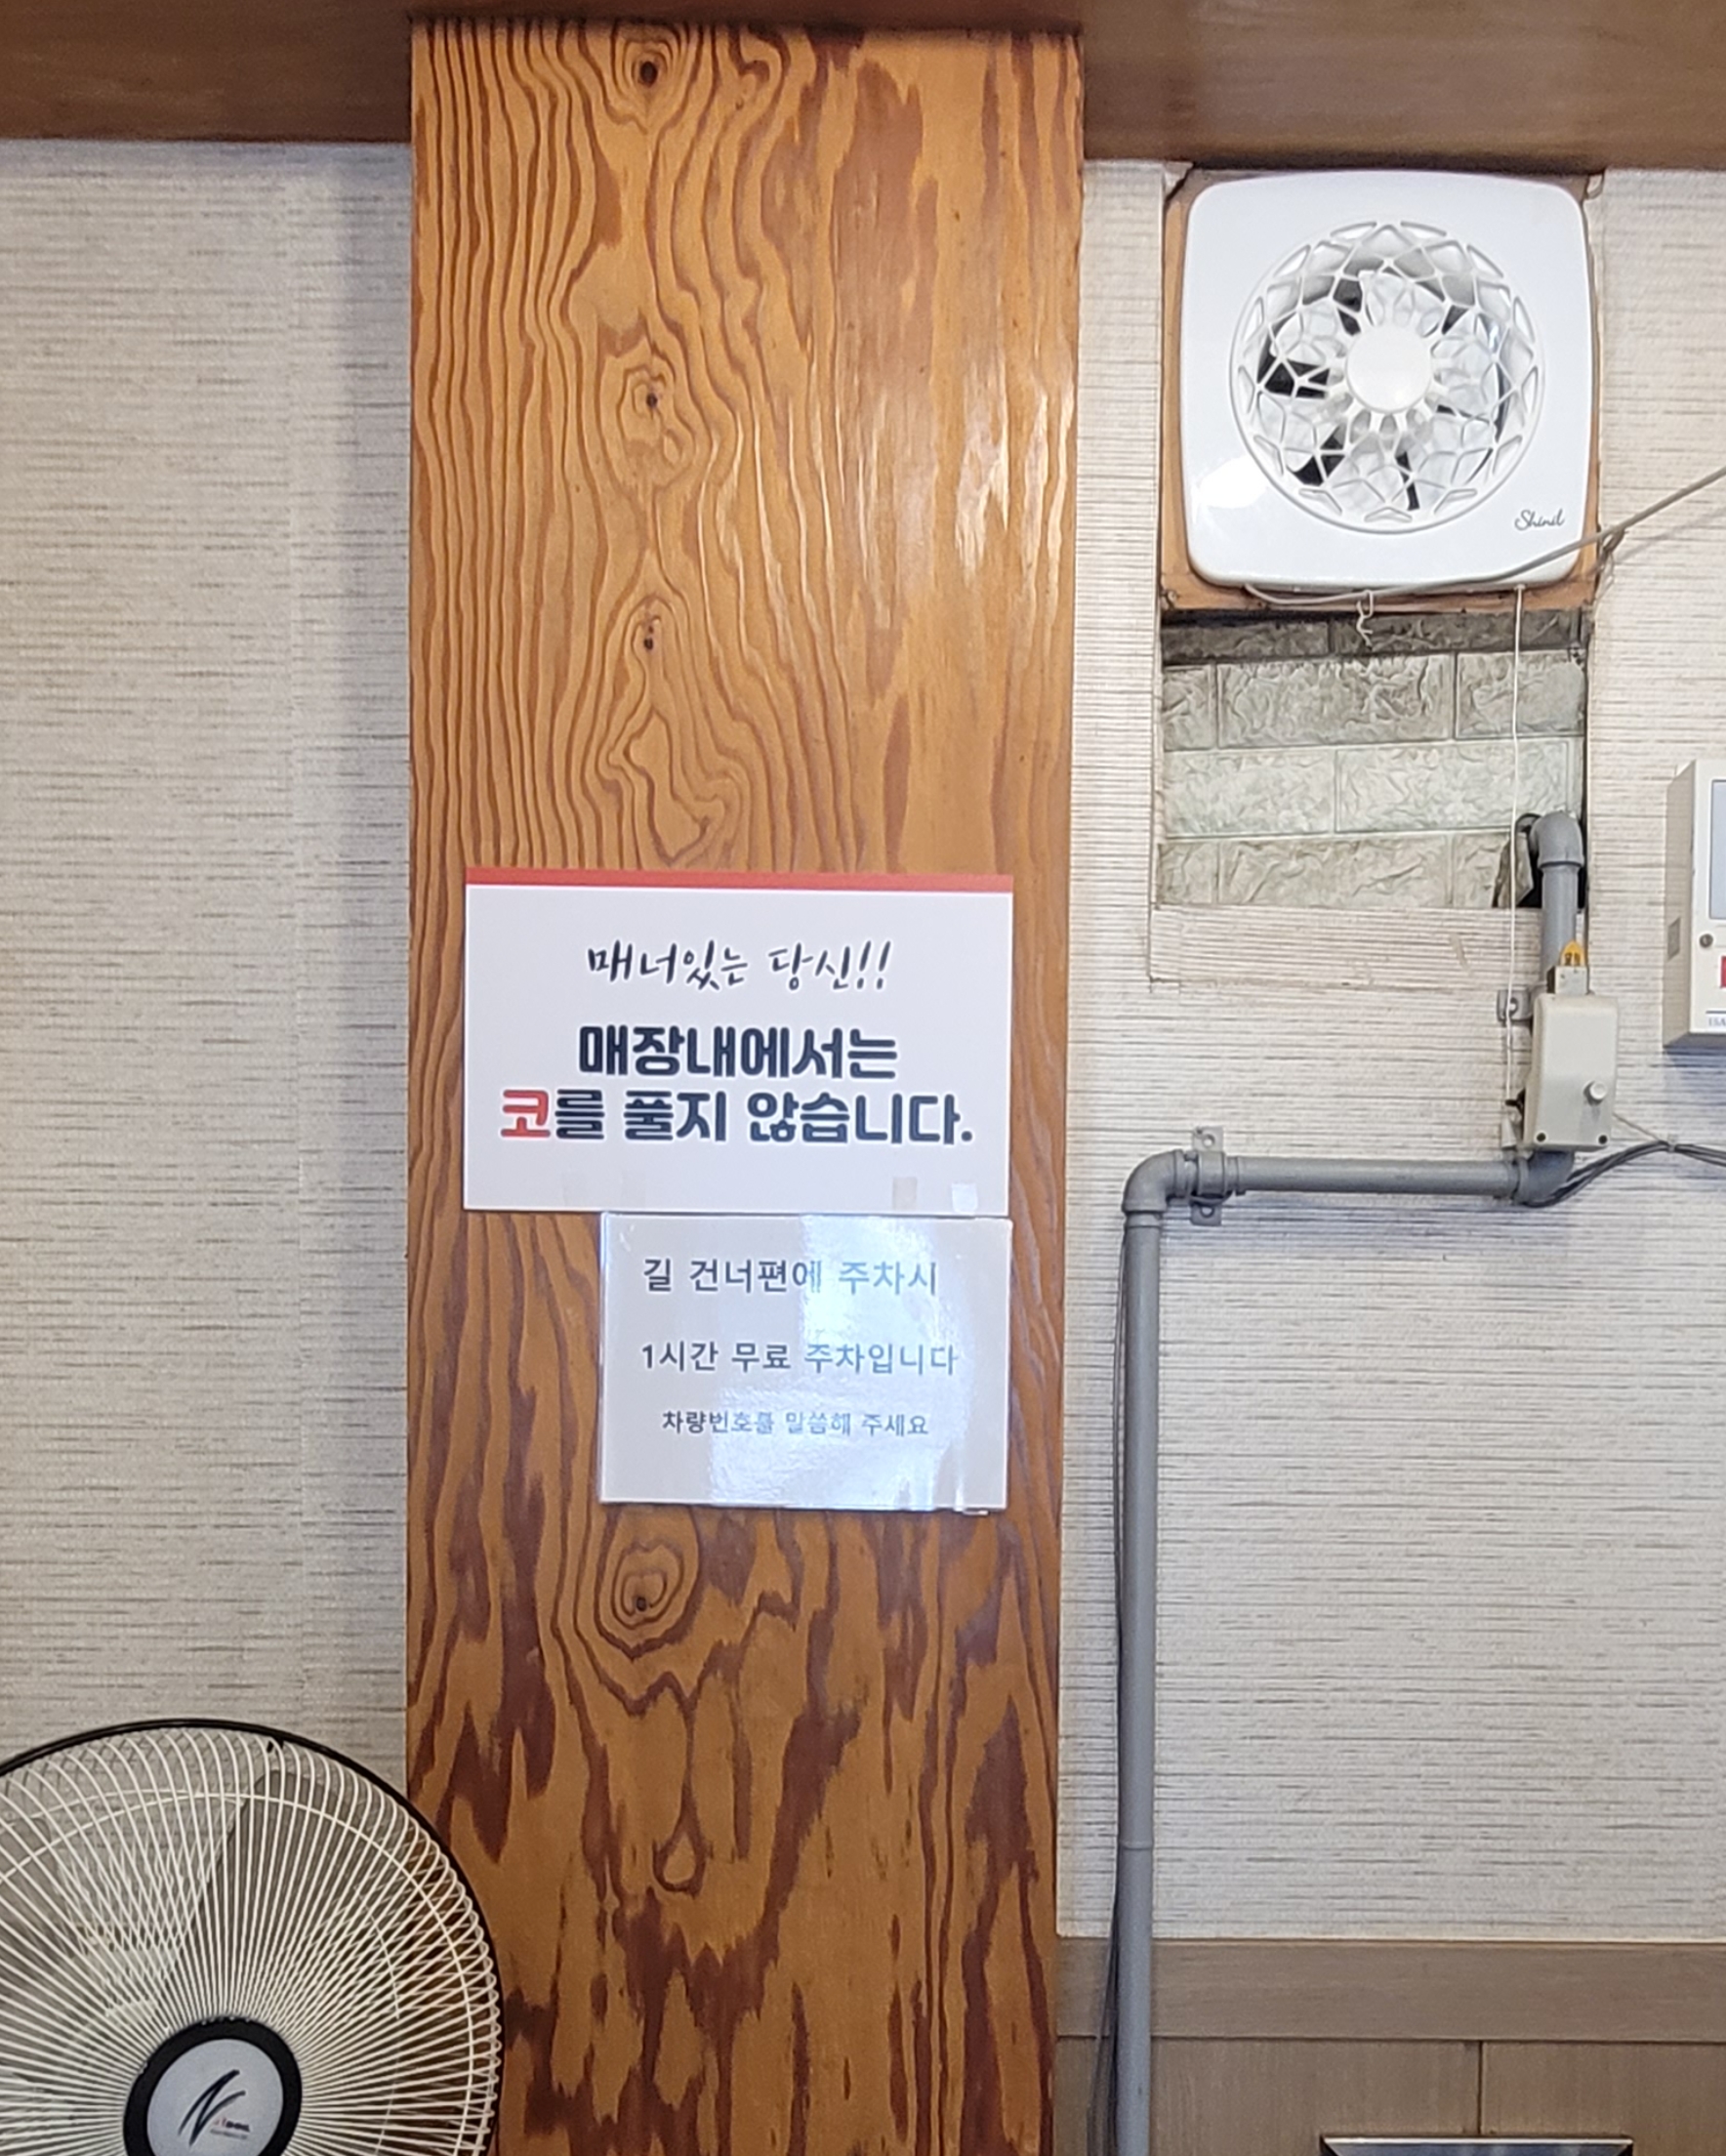 매너있는 당신!!
매장내에서는
코를 풀지 않습니다.
길 건너편에 주차시
1시간 무료 주차입니다
차량번호를 말씀해 주세요
Shinil